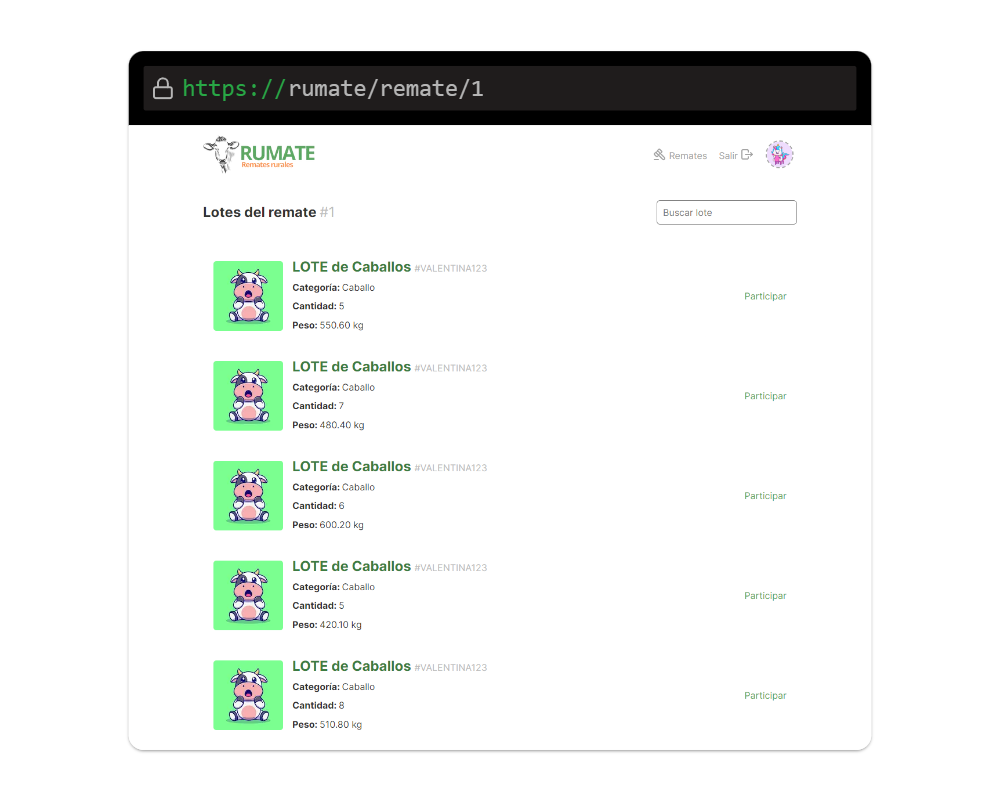 https://rumate/remate/1
RUMATE
Remates rurales
Remates
Salir
Lotes del remate #1
Buscar lote
LOTE de Caballos #VALENTINA123
Categoría: Caballo
Cantidad: 5
Peso: 550.60 kg
Participar
LOTE de Caballos #VALENTINA123
Categoría: Caballo
Cantidad: 7
Peso: 480.40 kg
Participar
LOTE de Caballos #VALENTINA123
Categoría: Caballo
Cantidad: 6
Peso: 600.20 kg
Participar
LOTE de Caballos #VALENTINA123
Categoría: Caballo
Cantidad: 5
Peso: 420.10 kg
Participar
LOTE de Caballos #VALENTINA123
Categoría: Caballo
Cantidad: 8
Peso: 510.80 kg
Participar